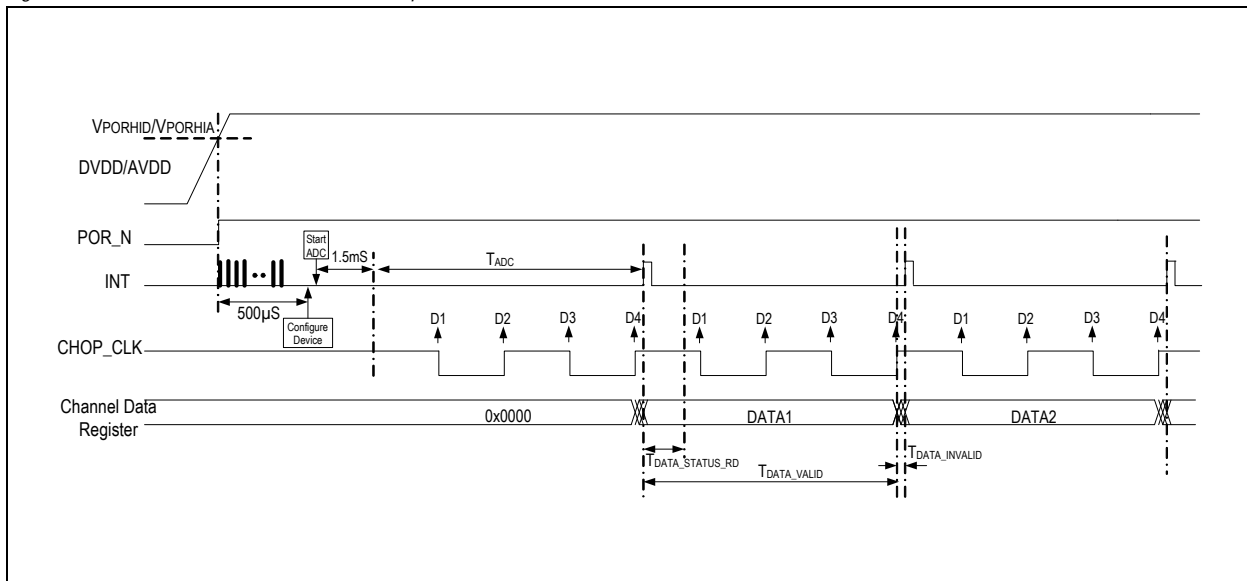 VPORHID/VPORHIA
DVDD/AVDD
POR_N
Start
ADC
1.5mS
TADC
INT
500µS
Configure
Device
D1 D2 D3 D4 D1 D2 D3 D4 D1 D2 D3 D4
CHOP_CLK
Channel Data
Register
0x0000 DATA1 DATA2
TDATA_STATUS_RD
TDATA_VALID
TDATA_INVALID